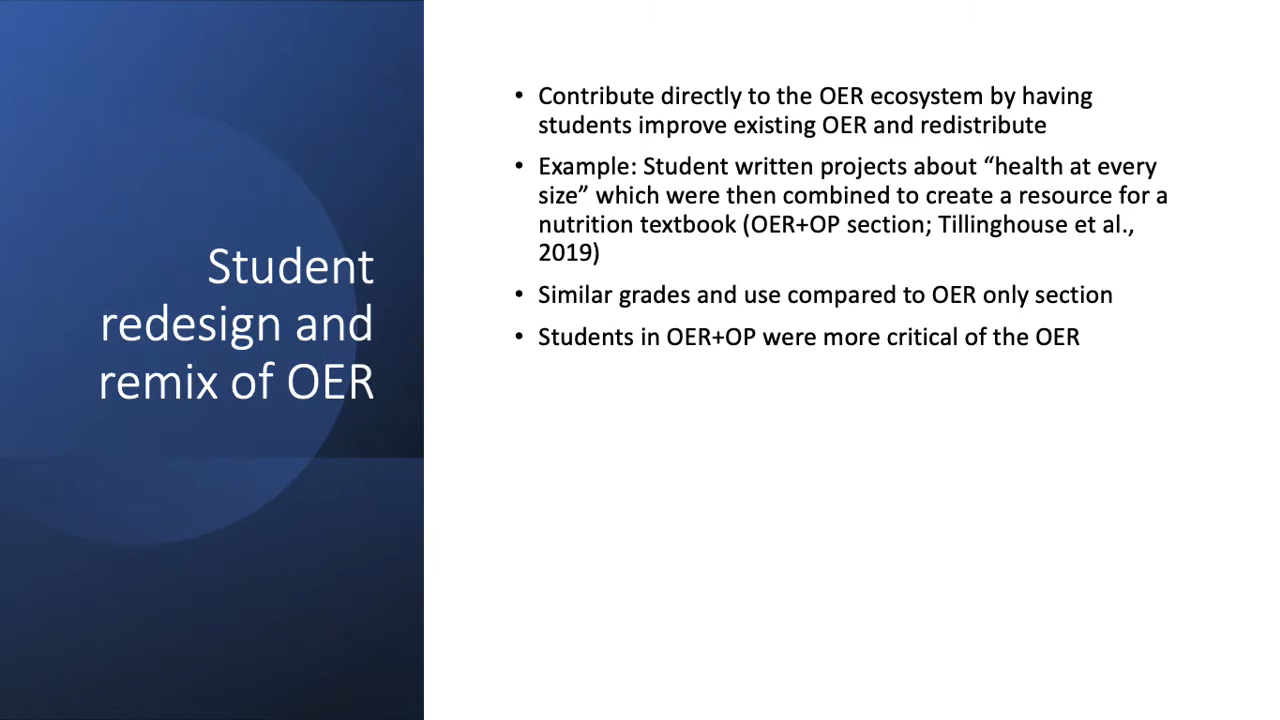 Student
redesign and
remix of OER
• Contribute directly to the OER ecosystem by having
students improve existing OER and redistribute
• Example: Student written projects about “health at every
size” which were then combined to create a resource for a
nutrition textbook (OER+OP section; Tillinghouse et al.,
2019)
• Similar grades and use compared to OER only section
• Students in OER+OP were more critical of the OER